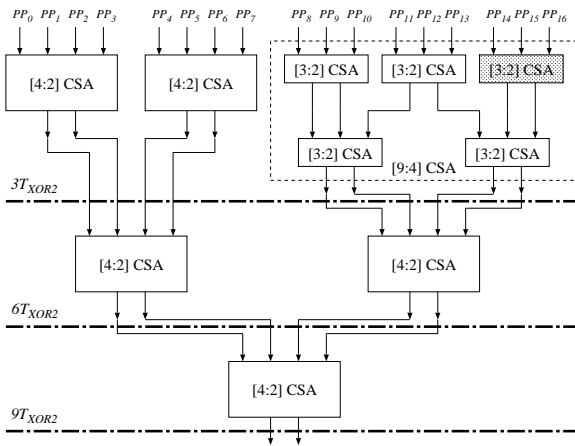 PP0 PP1 PP2 PP3 PP4 PP5 PP6 PP7 PP8 PP9 PP10 PP11 PP12 PP13 PP14 PP15 PP16
[4:2] CSA [4:2] CSA [3:2] CSA [3:2] CSA [3:2] CSA
[3:2] CSA [3:2] CSA
[9:4] CSA
3TXOR2
[4:2] CSA [4:2] CSA
6TXOR2
[4:2] CSA
9TXOR2